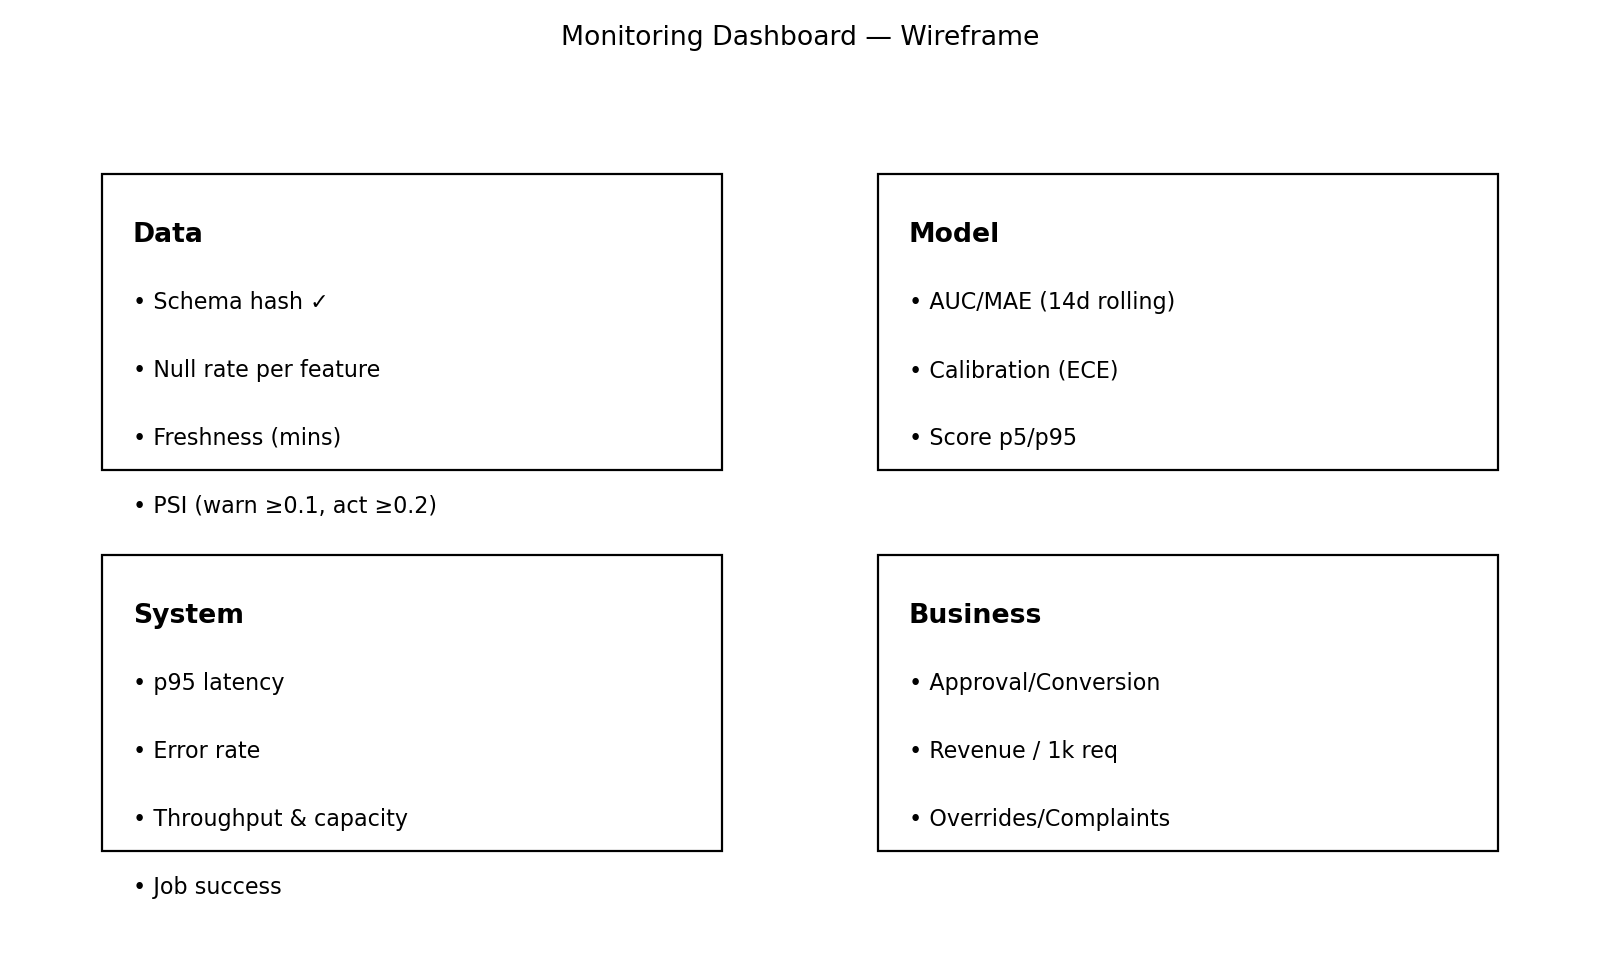 Monitoring Dashboard — Wireframe
Data
• Schema hash ✓
• Null rate per feature
• Freshness (mins)
• PSI (warn ≥0.1, act ≥0.2)
Model
• AUC/MAE (14d rolling)
• Calibration (ECE)
• Score p5/p95
System
• p95 latency
• Error rate
• Throughput & capacity
• Job success
Business
• Approval/Conversion
• Revenue / 1k req
• Overrides/Complaints